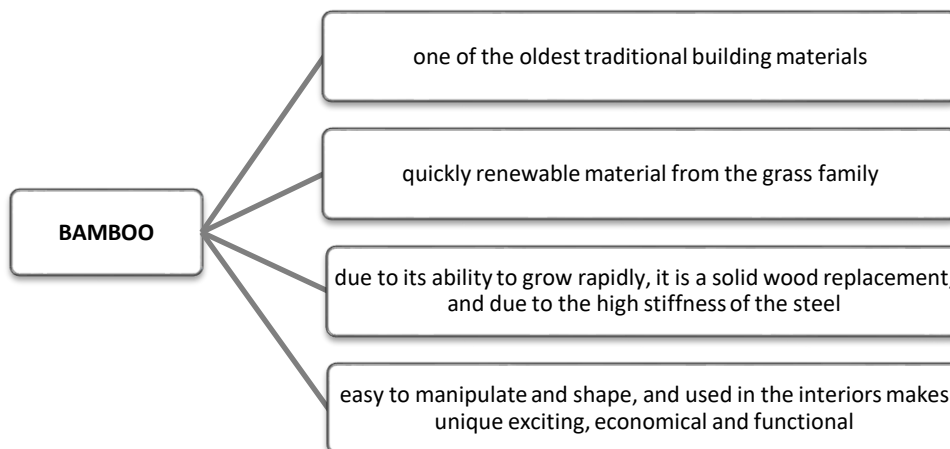 one of the oldest traditional building materials
quickly renewable material from the grass family
BAMBOO
due to its ability to grow rapidly, it is a solid wood replacement,
and due to the high stiffness of the steel
easy to manipulate and shape, and used in the interiors makes
unique exciting, economical and functional